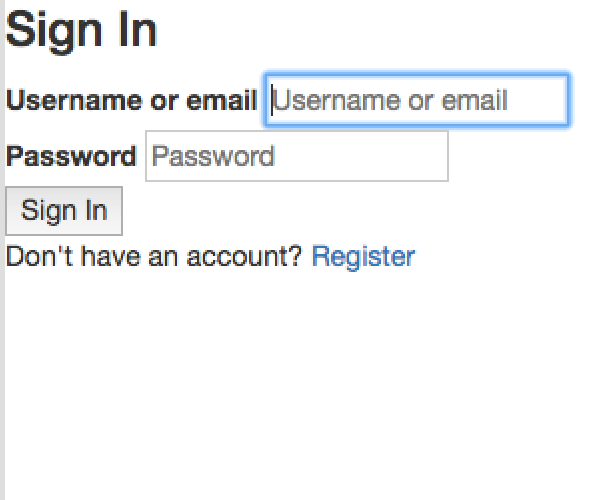 Sign In
Username or email Username or email
Password Password
Sign In
Don't have an account? Register